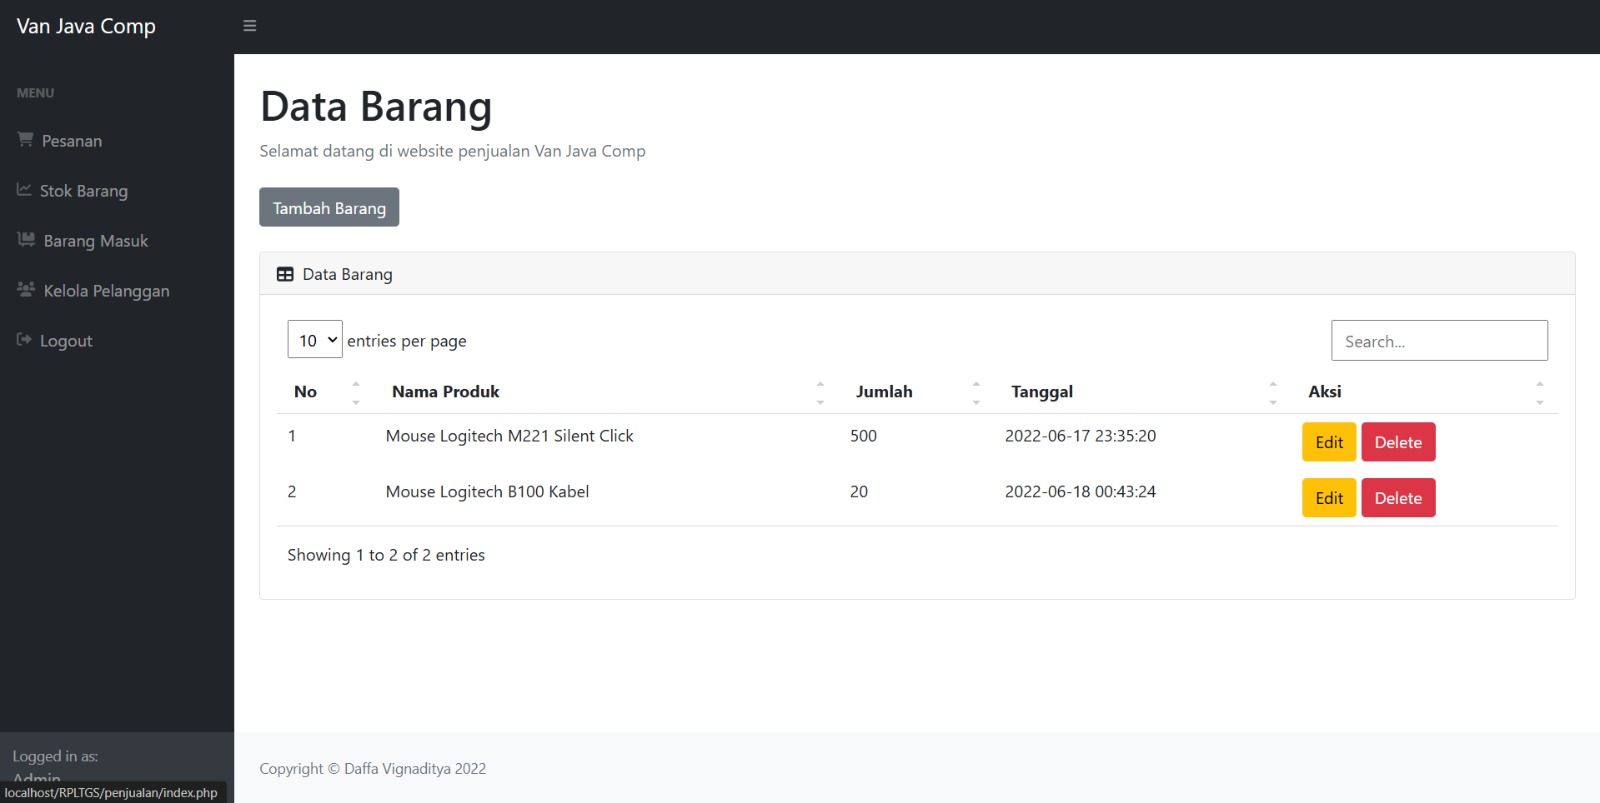 Van Java Comp
MENU
Pesanan
Stok Barang
Barang Masuk
Kelola Pelanggan
Logout
Logged in as:
Admin
localhost/RPLTGS/penjualan/index.php
Data Barang
Selamat datang di website penjualan Van Java Comp
Tambah Barang
Data Barang
10 entries per page Search...
No Nama Produk Jumlah Tanggal Aksi
1 Mouse Logitech M221 Silent Click 500 2022-06-17 23:35:20 Edit Delete
2 Mouse Logitech B100 Kabel 20 2022-06-18 00:43:24 Edit Delete
Showing 1 to 2 of 2 entries
Copyright © Daffa Vignaditya 2022